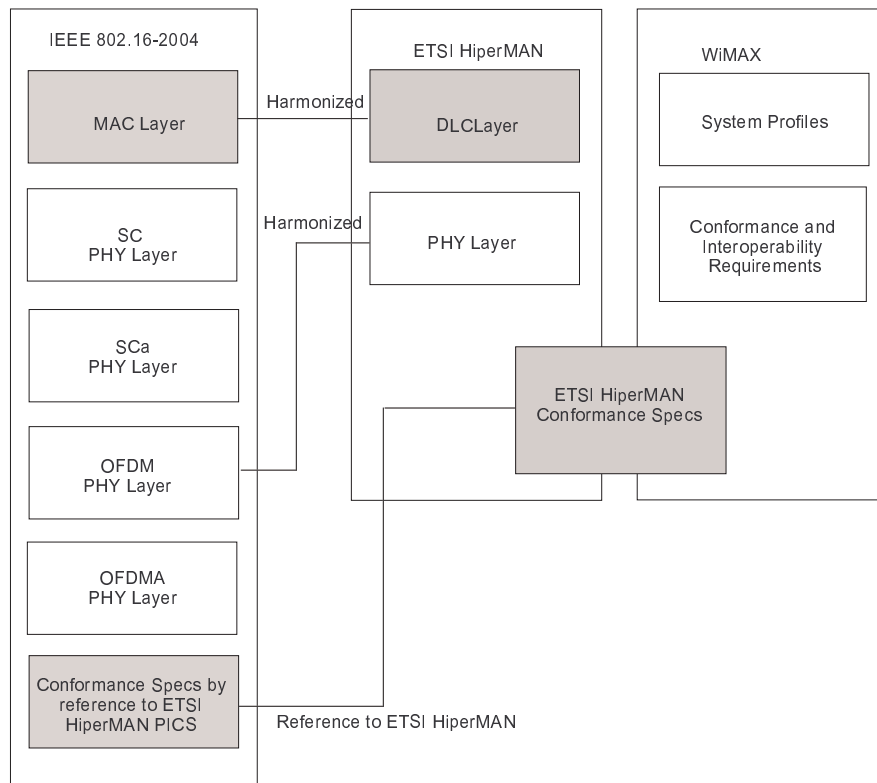 IEEE 802.16-2004
MAC Layer
SC
PHY Layer
SCa
PHY Layer
OFDM
PHY Layer
OFDMA
PHY Layer
Conformance Specs by
reference to ETSI
HiperMAN PICS
Harmonized
Harmonized
Reference to ETSI HiperMAN
ETSI HiperMAN
DLCLayer
PHY Layer
ETSI HiperMAN
Conformance Specs
WiMAX
System Profiles
Conformance and
Interoperability
Requirements